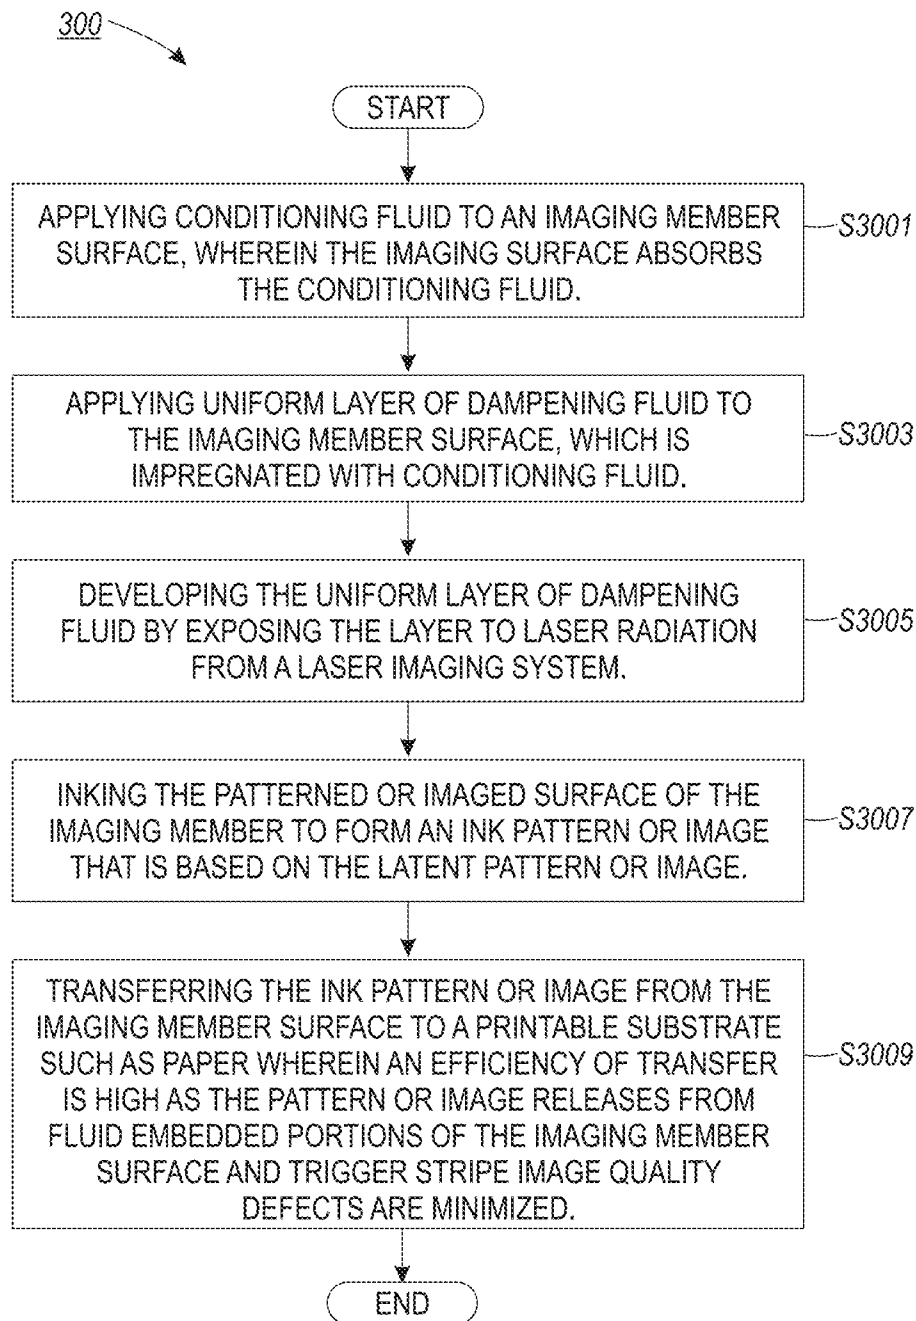 300
START
APPLYING CONDITIONING FLUID TO AN IMAGING MEMBER
SURFACE, WHEREIN THE IMAGING SURFACE ABSORBS
THE CONDITIONING FLUID.
S3001
APPLYING UNIFORM LAYER OF DAMPENING FLUID TO
THE IMAGING MEMBER SURFACE, WHICH IS
IMPREGNATED WITH CONDITIONING FLUID.
S3003
DEVELOPING THE UNIFORM LAYER OF DAMPENING
FLUID BY EXPOSING THE LAYER TO LASER RADIATION
FROM A LASER IMAGING SYSTEM.
S3005
INKING THE PATTERNED OR IMAGED SURFACE OF THE
IMAGING MEMBER TO FORM AN INK PATTERN OR IMAGE
THAT IS BASED ON THE LATENT PATTERN OR IMAGE.
S3007
TRANSFERRING THE INK PATTERN OR IMAGE FROM THE
IMAGING MEMBER SURFACE TO A PRINTABLE SUBSTRATE
SUCH AS PAPER WHEREIN AN EFFICIENCY OF TRANSFER
IS HIGH AS THE PATTERN OR IMAGE RELEASES FROM
FLUID EMBEDDED PORTIONS OF THE IMAGING MEMBER
SURFACE AND TRIGGER STRIPE IMAGE QUALITY
DEFECTS ARE MINIMIZED.
S3009
END